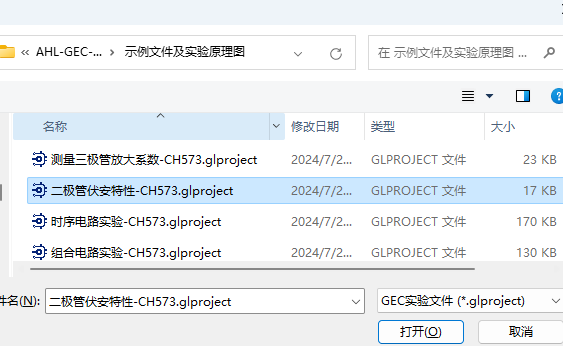 « AHL-GEC-... › 示例文件及实验原理图
在 示例文件及实验原理图 ...
名称 修改日期 类型 大小
测量三极管放大系数-CH573.glproject 2024/7/2... GLPROJECT 文件 23 KB
二极管伏安特性-CH573.glproject 2024/7/2... GLPROJECT 文件 17 KB
时序电路实验-CH573.glproject 2024/7/2... GLPROJECT 文件 170 KB
组合电路实验-CH573.glproject 2024/7/2... GLPROJECT 文件 130 KB
件名(N): 二极管伏安特性-CH573.glproject GEC实验文件 (*.glproject)
打开(O) 取消